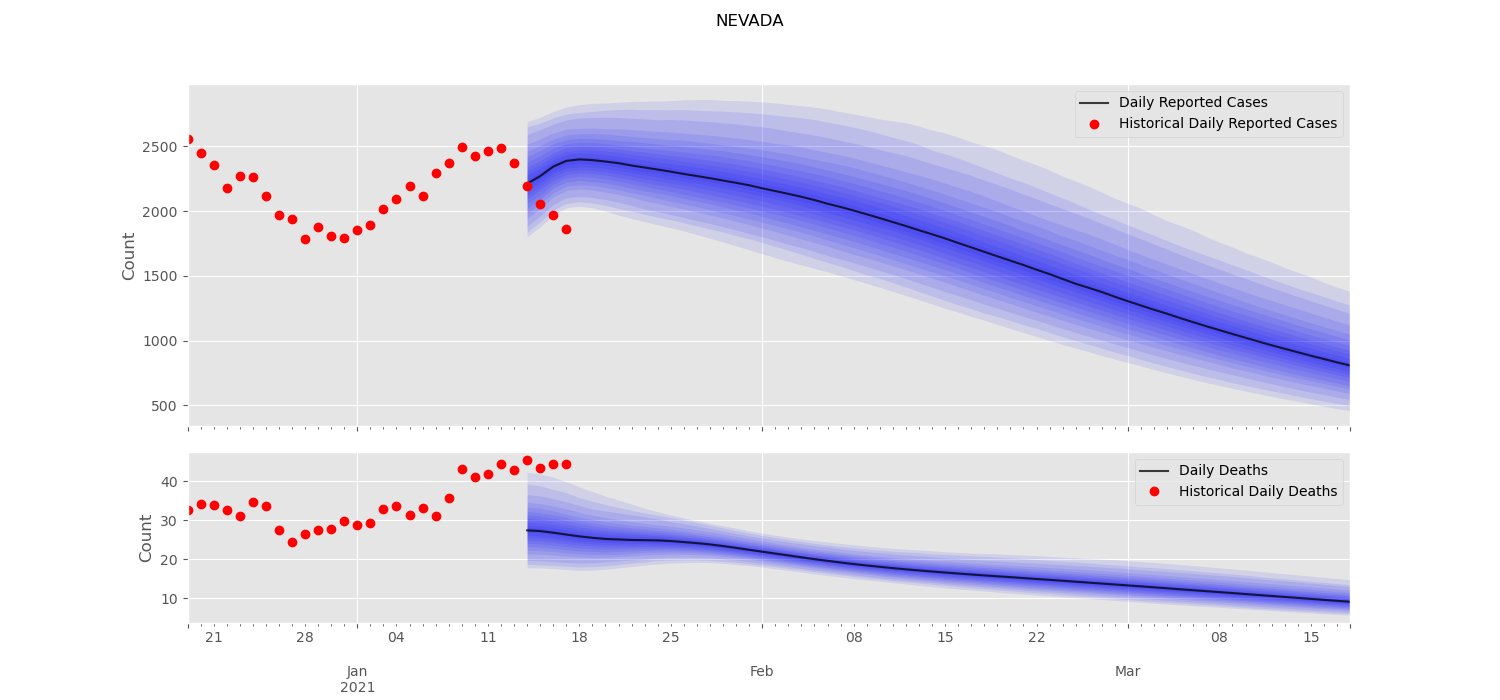 NEVADA
Daily Reported Cases
Historical Daily Reported Cases
Count
2500
2000
1500
1000
500
Daily Deaths
Historical Daily Deaths
Count
40
30
20
10
21 28 04 11 18 25 08 15 22 08 15
Jan Feb Mar
2021